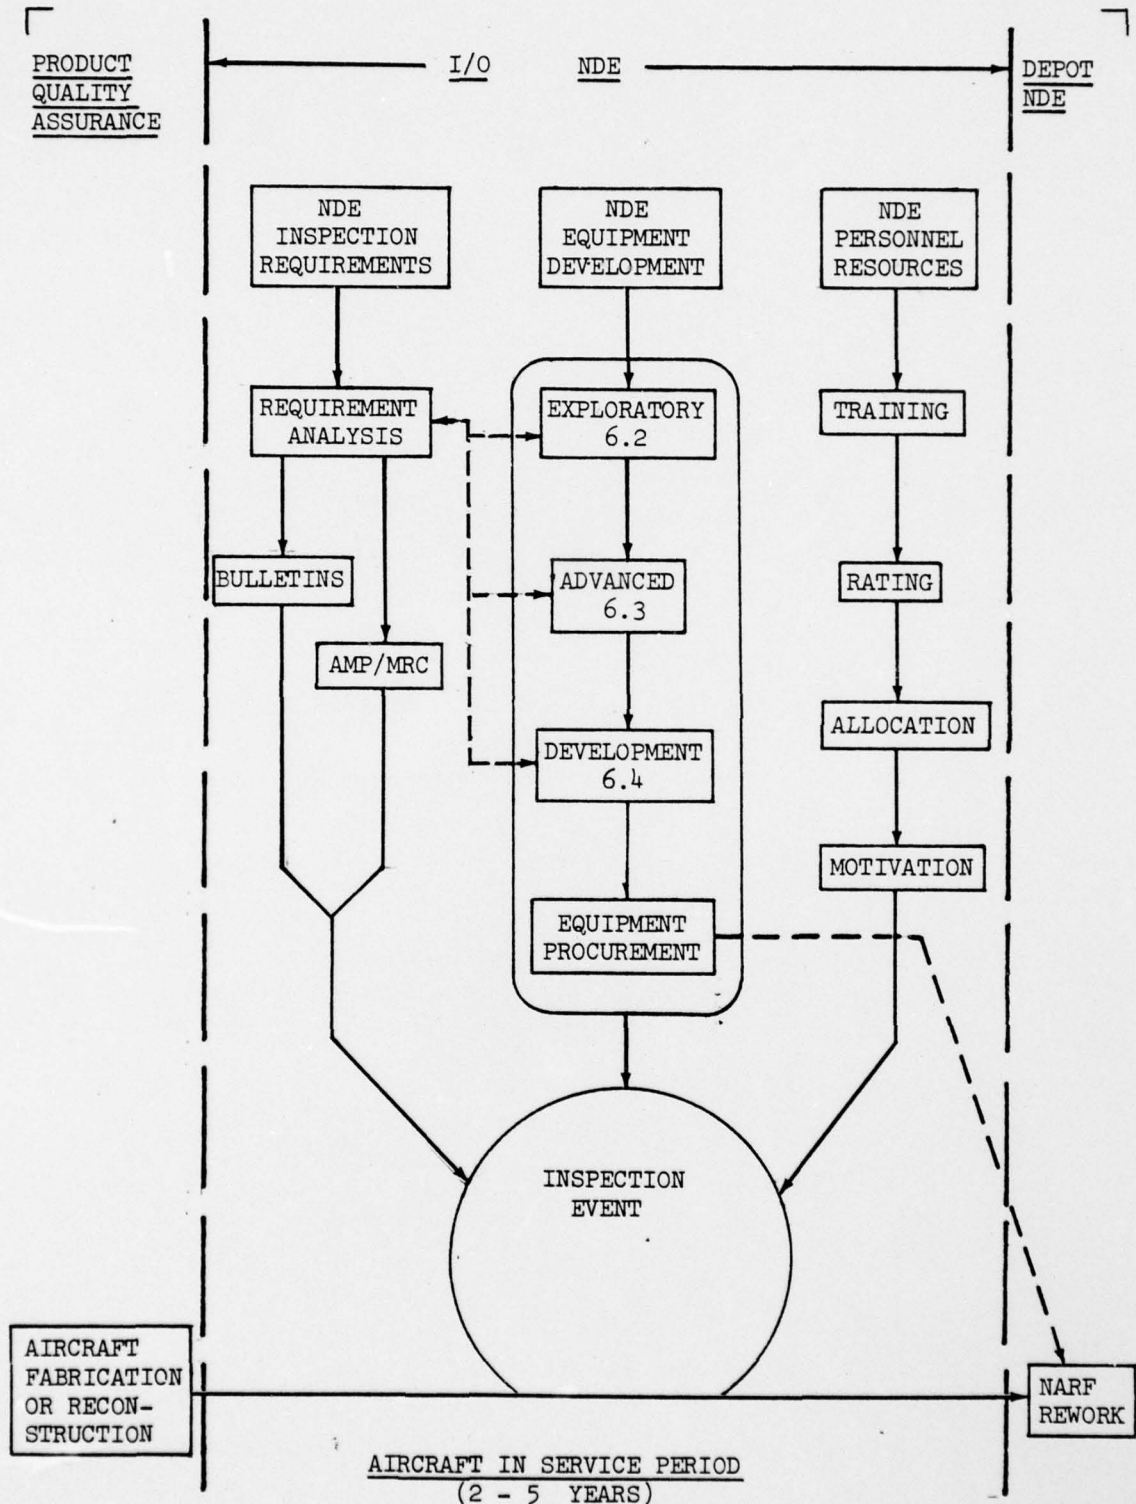 PRODUCT
QUALITY
ASSURANCE
I/O NDE
DEPOT
NDE
NDE
INSPECTION
REQUIREMENTS
NDE
EQUIPMENT
DEVELOPMENT
NDE
PERSONNEL
RESOURCES
REQUIREMENT
ANALYSIS
EXPLORATORY
6.2
TRAINING
BULLETINS
ADVANCED
6.3
RATING
AMP/MRC
DEVELOPMENT
6.4
ALLOCATION
MOTIVATION
EQUIPMENT
PROCUREMENT
INSPECTION
EVENT
AIRCRAFT
FABRICATION
OR RECON-
STRUCTION
NARF
REWORK
AIRCRAFT IN SERVICE PERIOD
(2 - 5 YEARS)